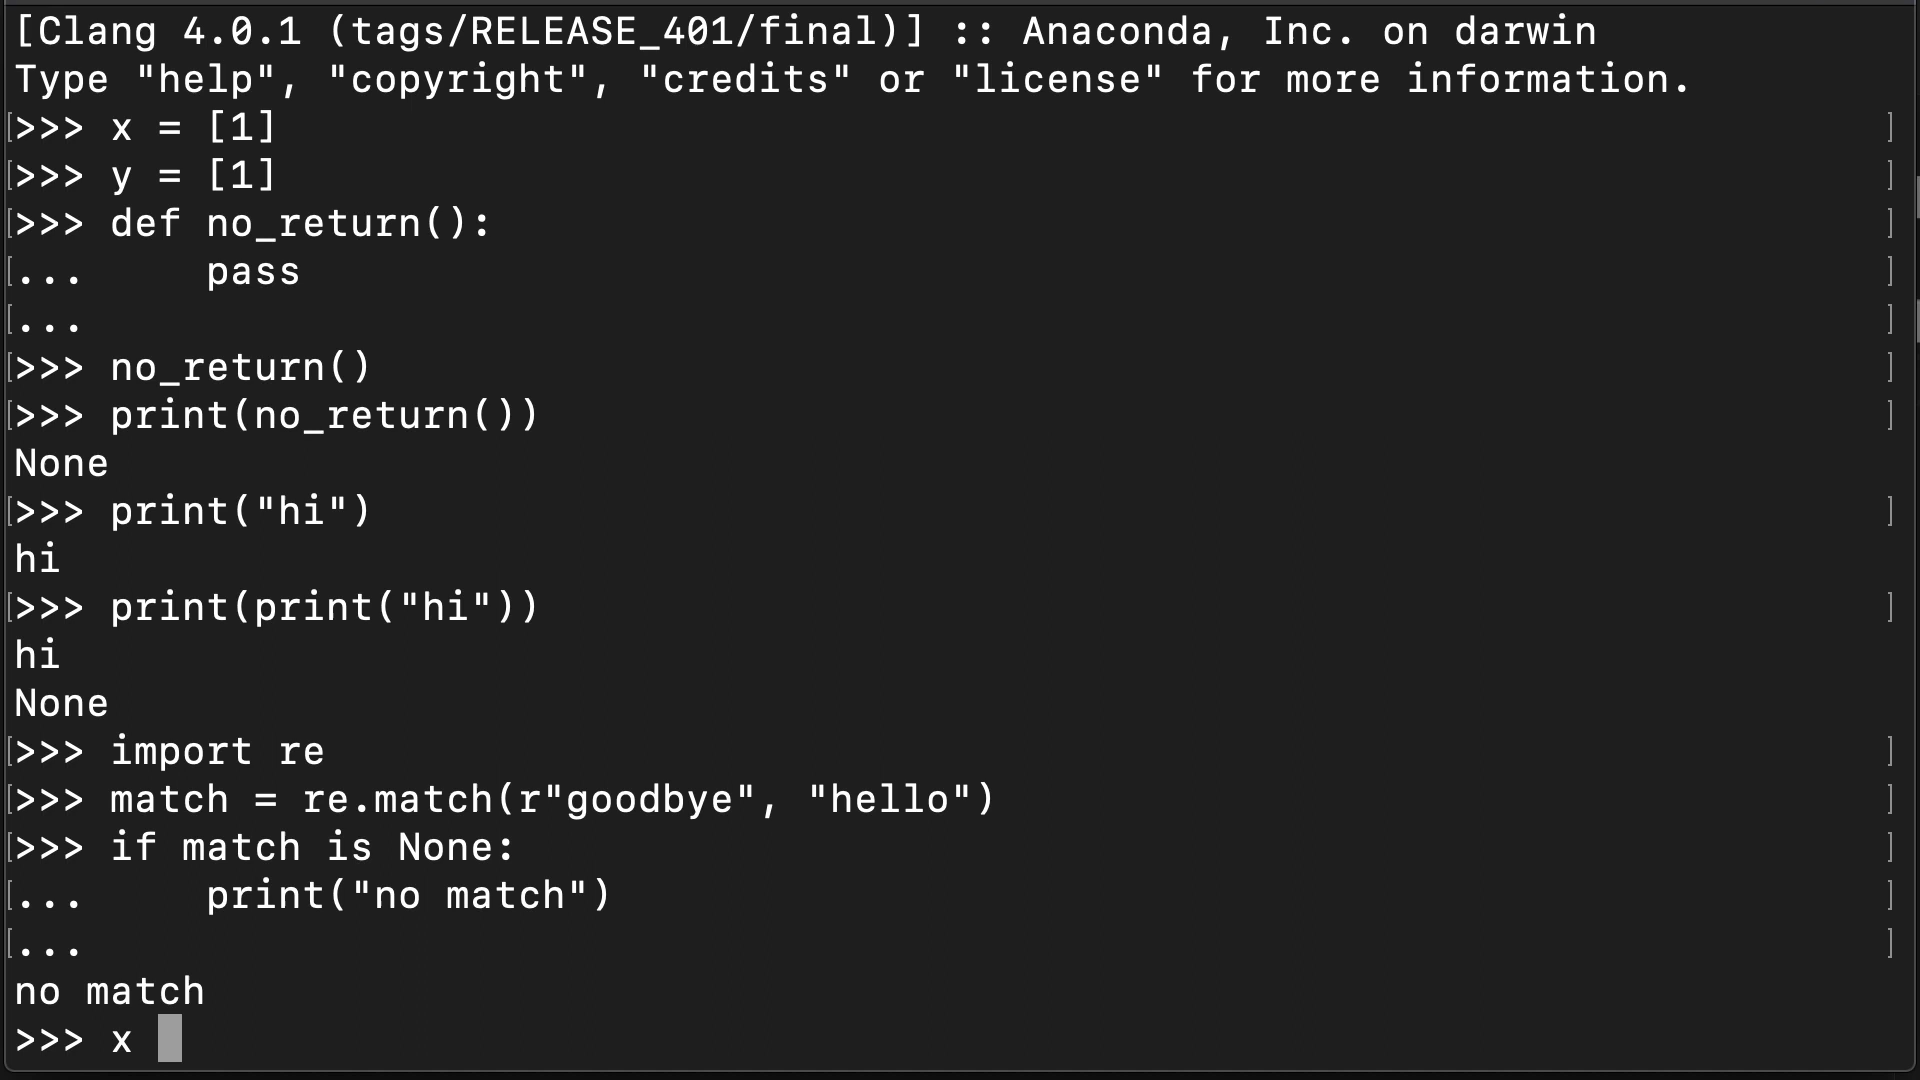 [Clang 4.0.1 (tags/RELEASE_401/final)] :: Anaconda, Inc. on darwin
Type "help", "copyright", "credits" or "license" for more information.
[>>> x = [1] ]
[>>> y = [1] ]
[>>> def no_return(): ]
[...     pass ]
[... ]
[>>> no_return() ]
[>>> print(no_return()) ]
None
[>>> print("hi") ]
hi
[>>> print(print("hi")) ]
hi
None
[>>> import re ]
[>>> match = re.match(r"goodbye", "hello") ]
[>>> if match is None: ]
[...     print("no match") ]
[... ]
no match
>>> x